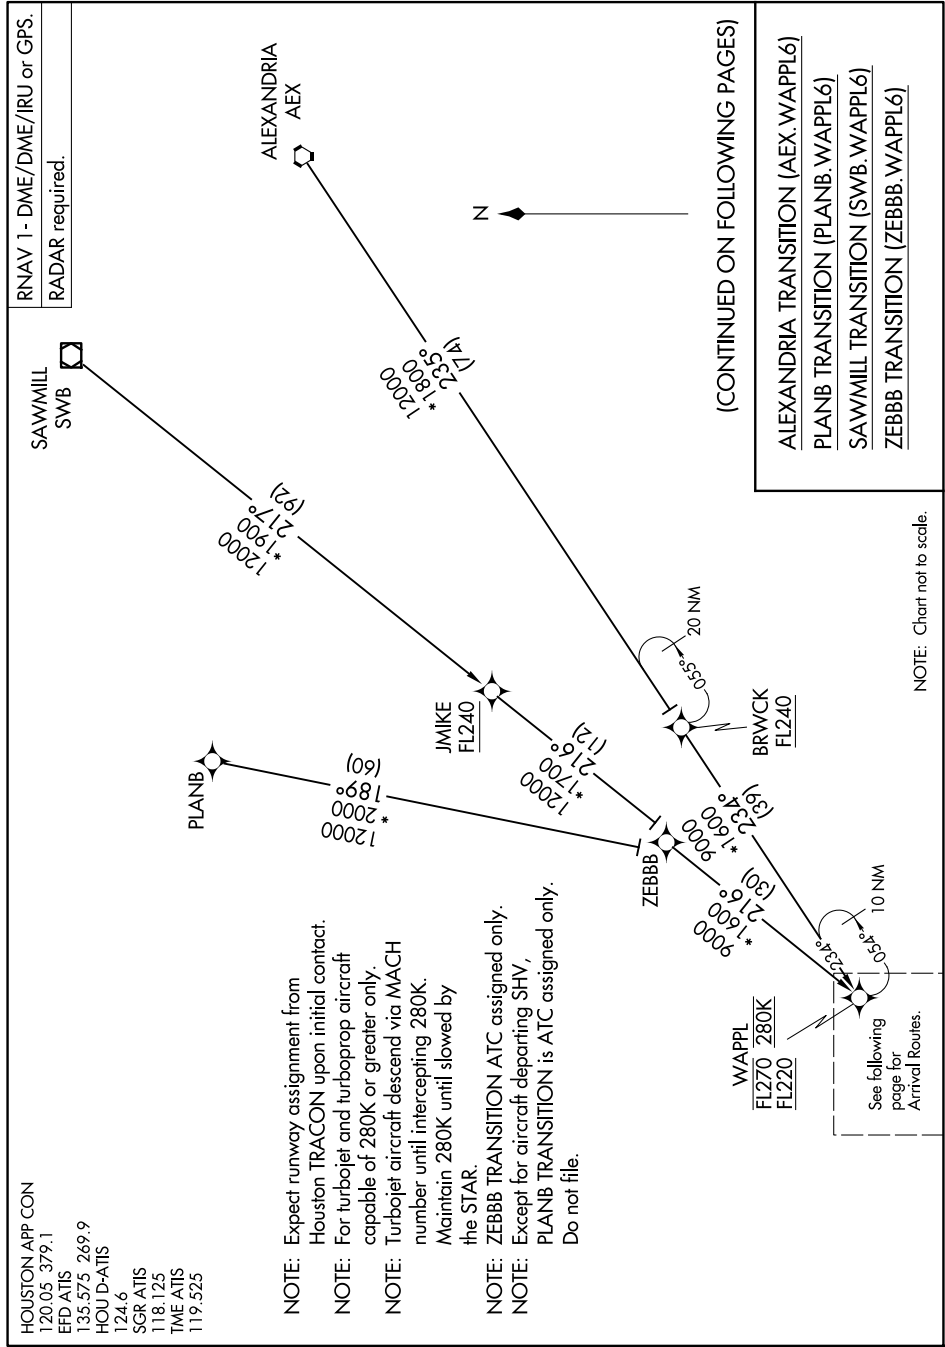 HOUSTON APP CON
120.05 379.1
EFD ATIS
135.575 269.9
HOU D-ATIS
124.6
SGR ATIS
118.125
TME ATIS
119.525
RNAV 1- DME/DME/IRU or GPS.
RADAR required.
SAWMILL
SWB
ALEXANDRIA
AEX
PLANB
12000
*1900
217°
(92)
N
12000
*1800
235°
(74)
JMIKE
FL240
12000
*2000
189°
(60)
12000
*1700
216°
(12)
ZEBBB
20 NM
055°
BRWCK
FL240
9000
*1600
234°
(39)
9000
*1600
216°
(30)
234°
10 NM
054°
WAPPL
FL270 280K
FL220
See following
page for
Arrival Routes.
NOTE: Expect runway assignment from
Houston TRACON upon initial contact.
NOTE: For turbojet and turboprop aircraft
capable of 280K or greater only.
NOTE: Turbojet aircraft descend via MACH
number until intercepting 280K.
Maintain 280K until slowed by
the STAR.
NOTE: ZEBBB TRANSITION ATC assigned only.
NOTE: Except for aircraft departing SHV,
PLANB TRANSITION is ATC assigned only.
Do not file.
(CONTINUED ON FOLLOWING PAGES)
ALEXANDRIA TRANSITION (AEX.WAPPL6)
PLANB TRANSITION (PLANB.WAPPL6)
SAWMILL TRANSITION (SWB.WAPPL6)
ZEBBB TRANSITION (ZEBBB.WAPPL6)
NOTE: Chart not to scale.